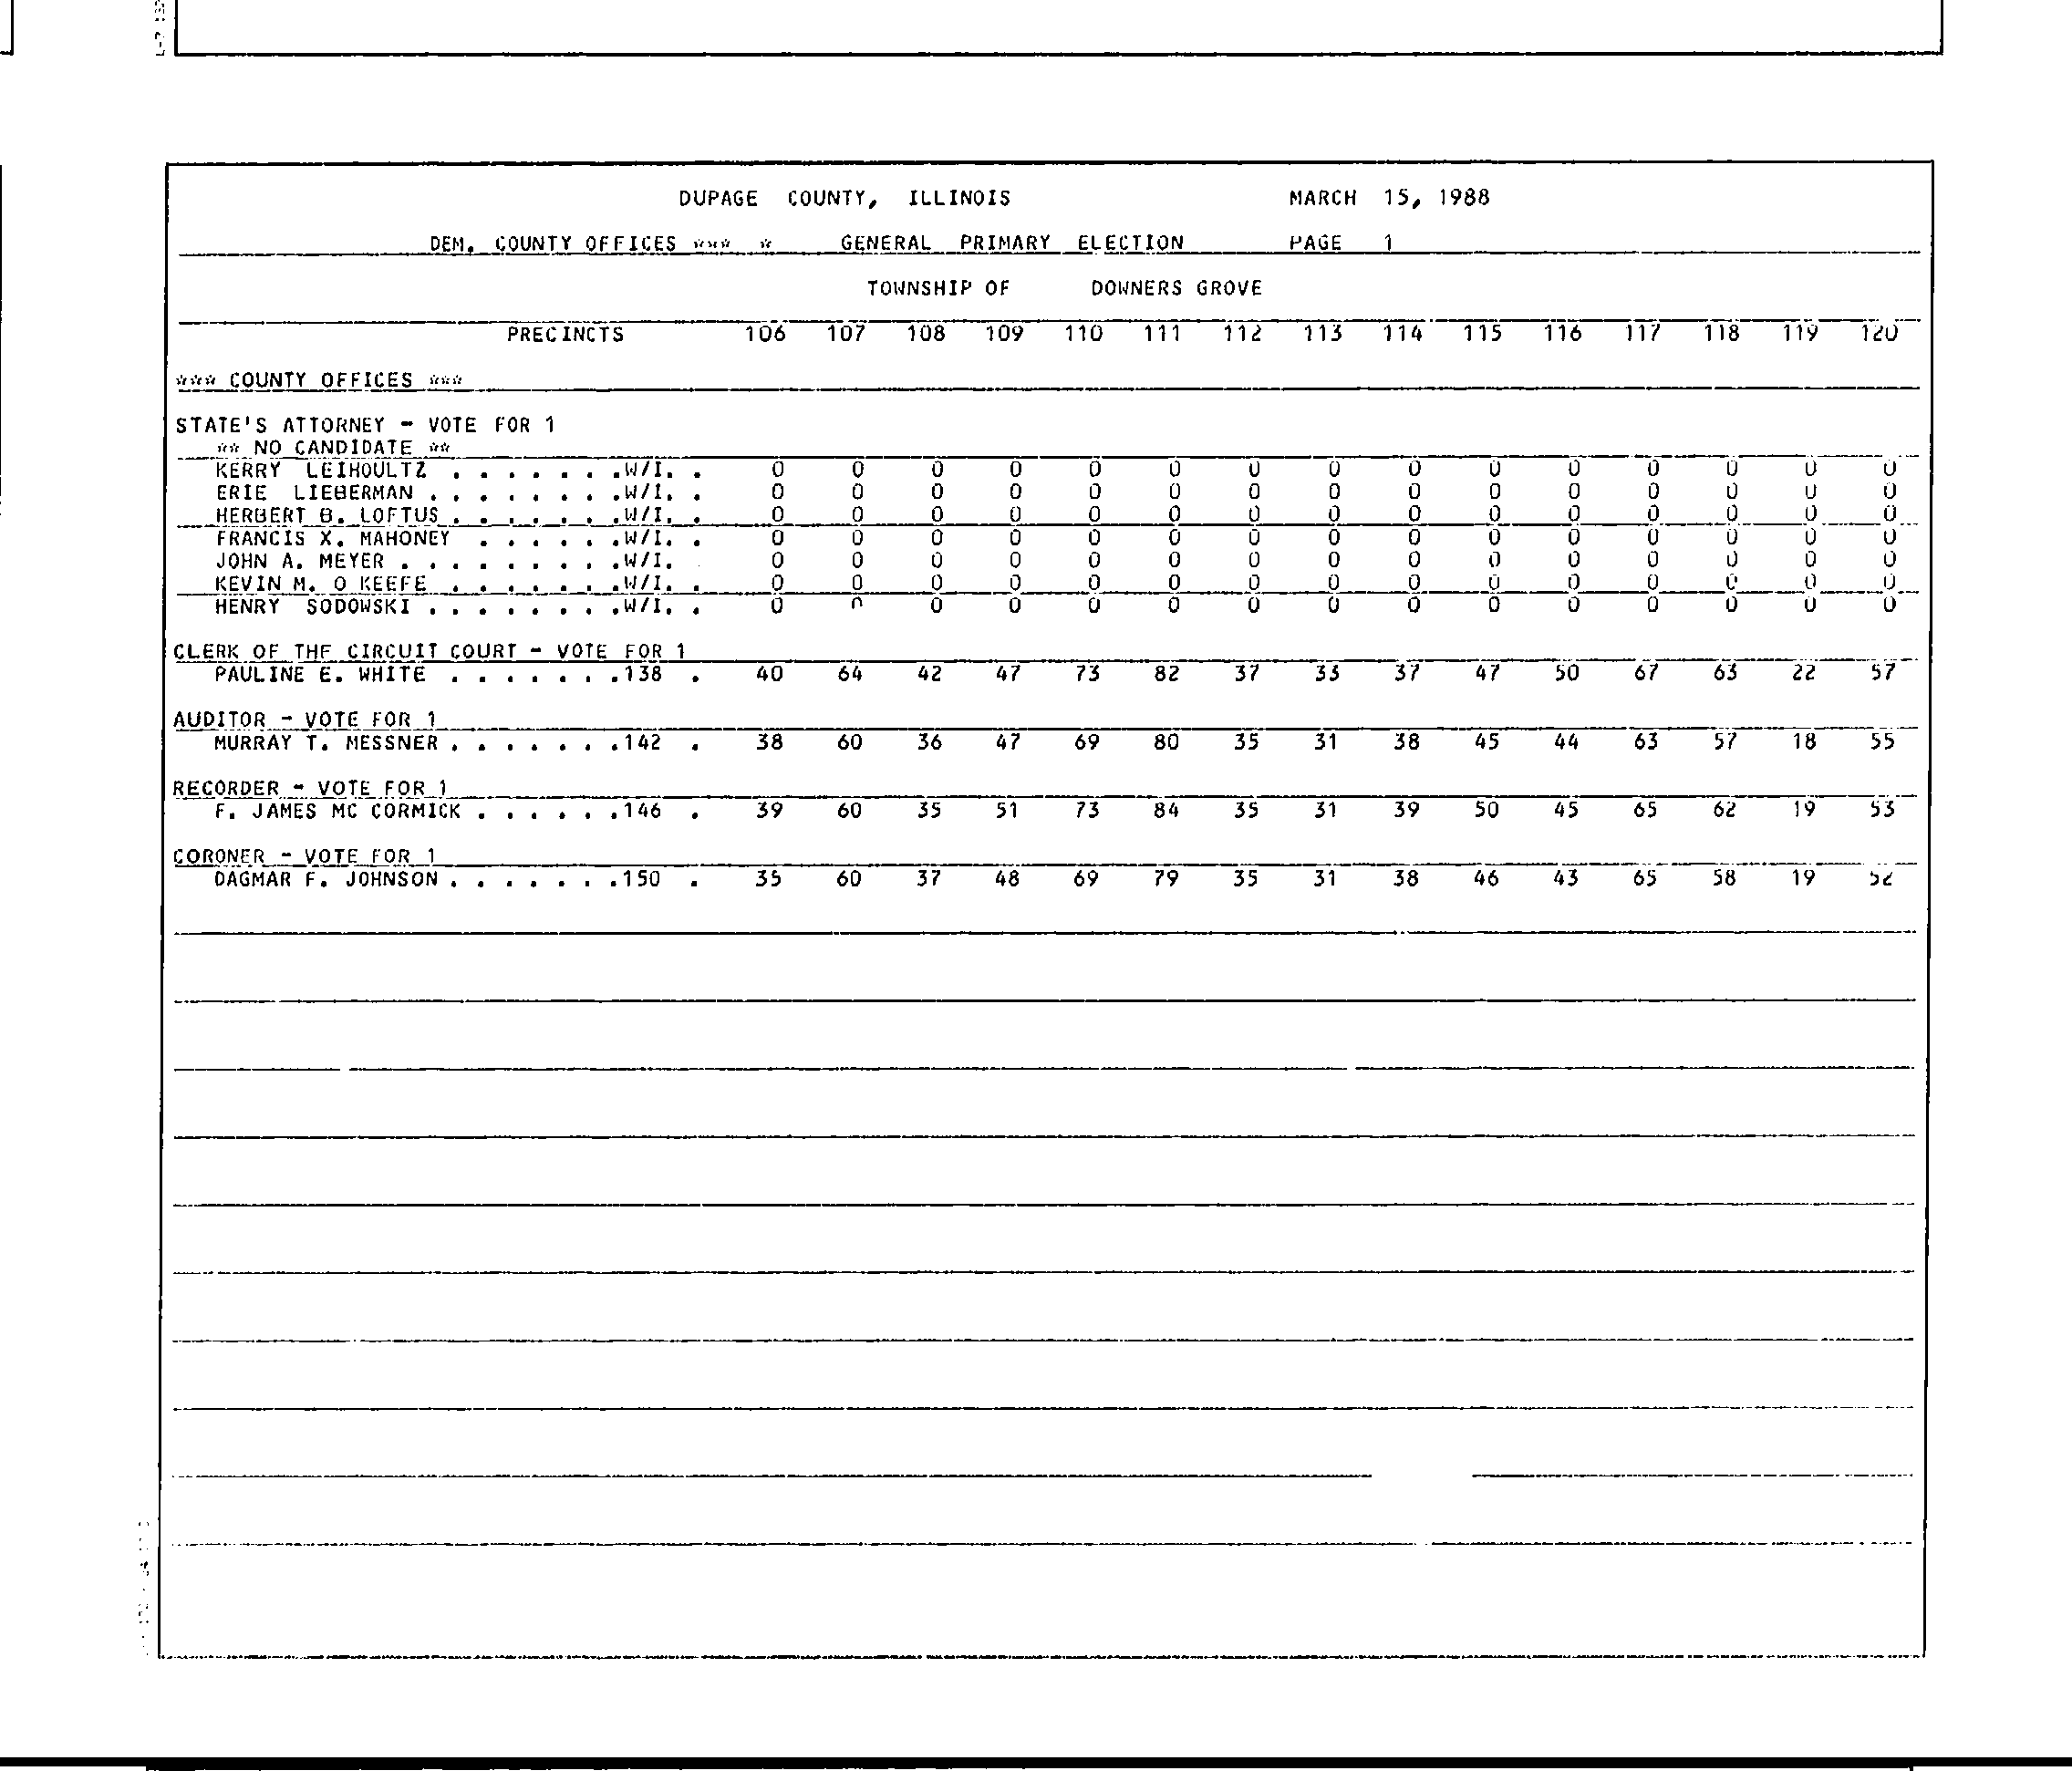 DUPAGE COUNTY, ILLINOIS MARCH 15, 1988
DEM. COUNTY OFFICES *** * GENERAL PRIMARY ELECTION PAGE 1
TOWNSHIP OF DOWNERS GROVE
PRECINCTS 106 107 108 109 110 111 112 113 114 115 116 117 118 119 120
*** COUNTY OFFICES ***
STATE'S ATTORNEY - VOTE FOR 1
** NO CANDIDATE **
KERRY LEIHOULTZ . . . . . . .W/I. . 0 0 0 0 0 0 0 0 0 0 0 0 0 0 0
ERIE LIEBERMAN . . . . . . . .W/I. . 0 0 0 0 0 0 0 0 0 0 0 0 0 0 0
HERBERT B. LOFTUS . . . . . . .W/I. . 0 0 0 0 0 0 0 0 0 0 0 0 0 0 0
FRANCIS X. MAHONEY . . . . . .W/I. . 0 0 0 0 0 0 0 0 0 0 0 0 0 0 0
JOHN A. MEYER . . . . . . . . .W/I. 0 0 0 0 0 0 0 0 0 0 0 0 0 0 0
KEVIN M. O KEEFE . . . . . . .W/I. . 0 0 0 0 0 0 0 0 0 0 0 0 0 0 0
HENRY SODOWSKI . . . . . . . .W/I. . 0 0 0 0 0 0 0 0 0 0 0 0 0 0 0
CLERK OF THE CIRCUIT COURT - VOTE FOR 1
PAULINE E. WHITE . . . . . . .138 . 40 64 42 47 73 82 37 33 37 47 50 67 63 22 57
AUDITOR - VOTE FOR 1
MURRAY T. MESSNER . . . . . . .142 . 38 60 36 47 69 80 35 31 38 45 44 63 57 18 55
RECORDER - VOTE FOR 1
F. JAMES MC CORMICK . . . . . .146 . 39 60 35 51 73 84 35 31 39 50 45 65 62 19 53
CORONER - VOTE FOR 1
DAGMAR F. JOHNSON . . . . . . .150 . 35 60 37 48 69 79 35 31 38 46 43 65 58 19 52